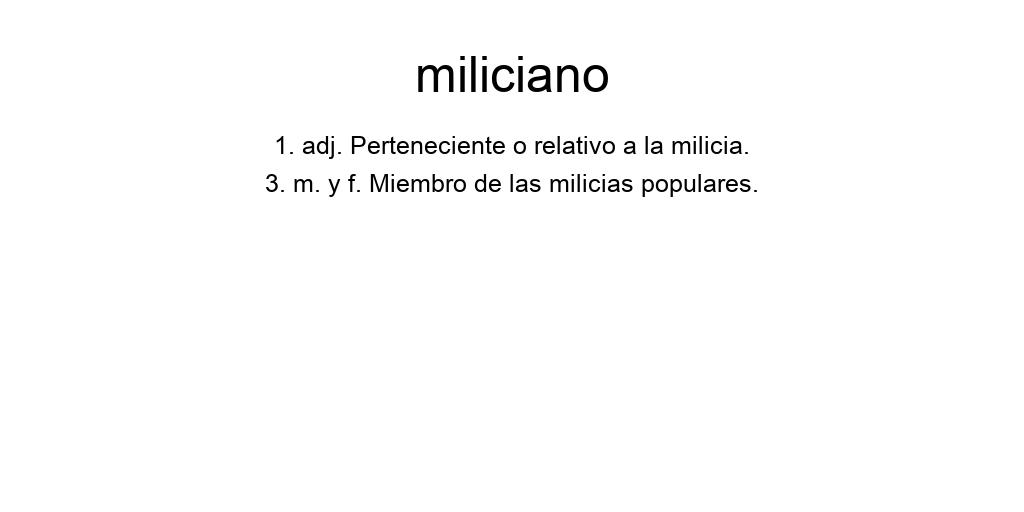 miliciano
1. adj. Perteneciente o relativo a la milicia.
3. m. y f. Miembro de las milicias populares.